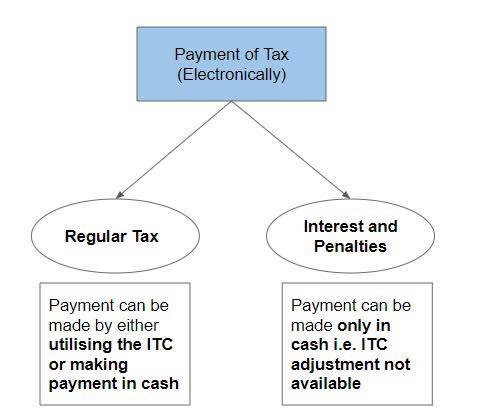 Payment of Tax
(Electronically)
Regular Tax
Interest and
Penalties
Payment can be
made by either
utilising the ITC
or making
payment in cash
Payment can be
made only in
cash i.e. ITC
adjustment not
available